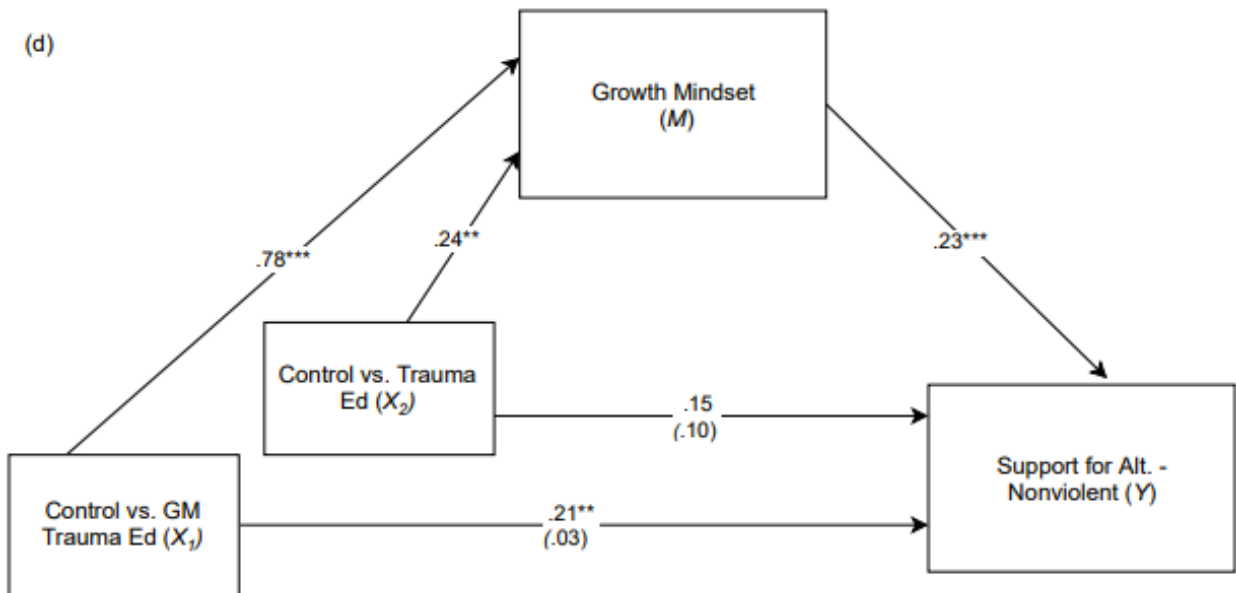 (d)
Growth Mindset
(M)
.78***
.24**
.23***
Control vs. Trauma
Ed (X₂)
.15
(.10)
Control vs. GM
Trauma Ed (X₁)
.21**
(.03)
Support for Alt. -
Nonviolent (Y)